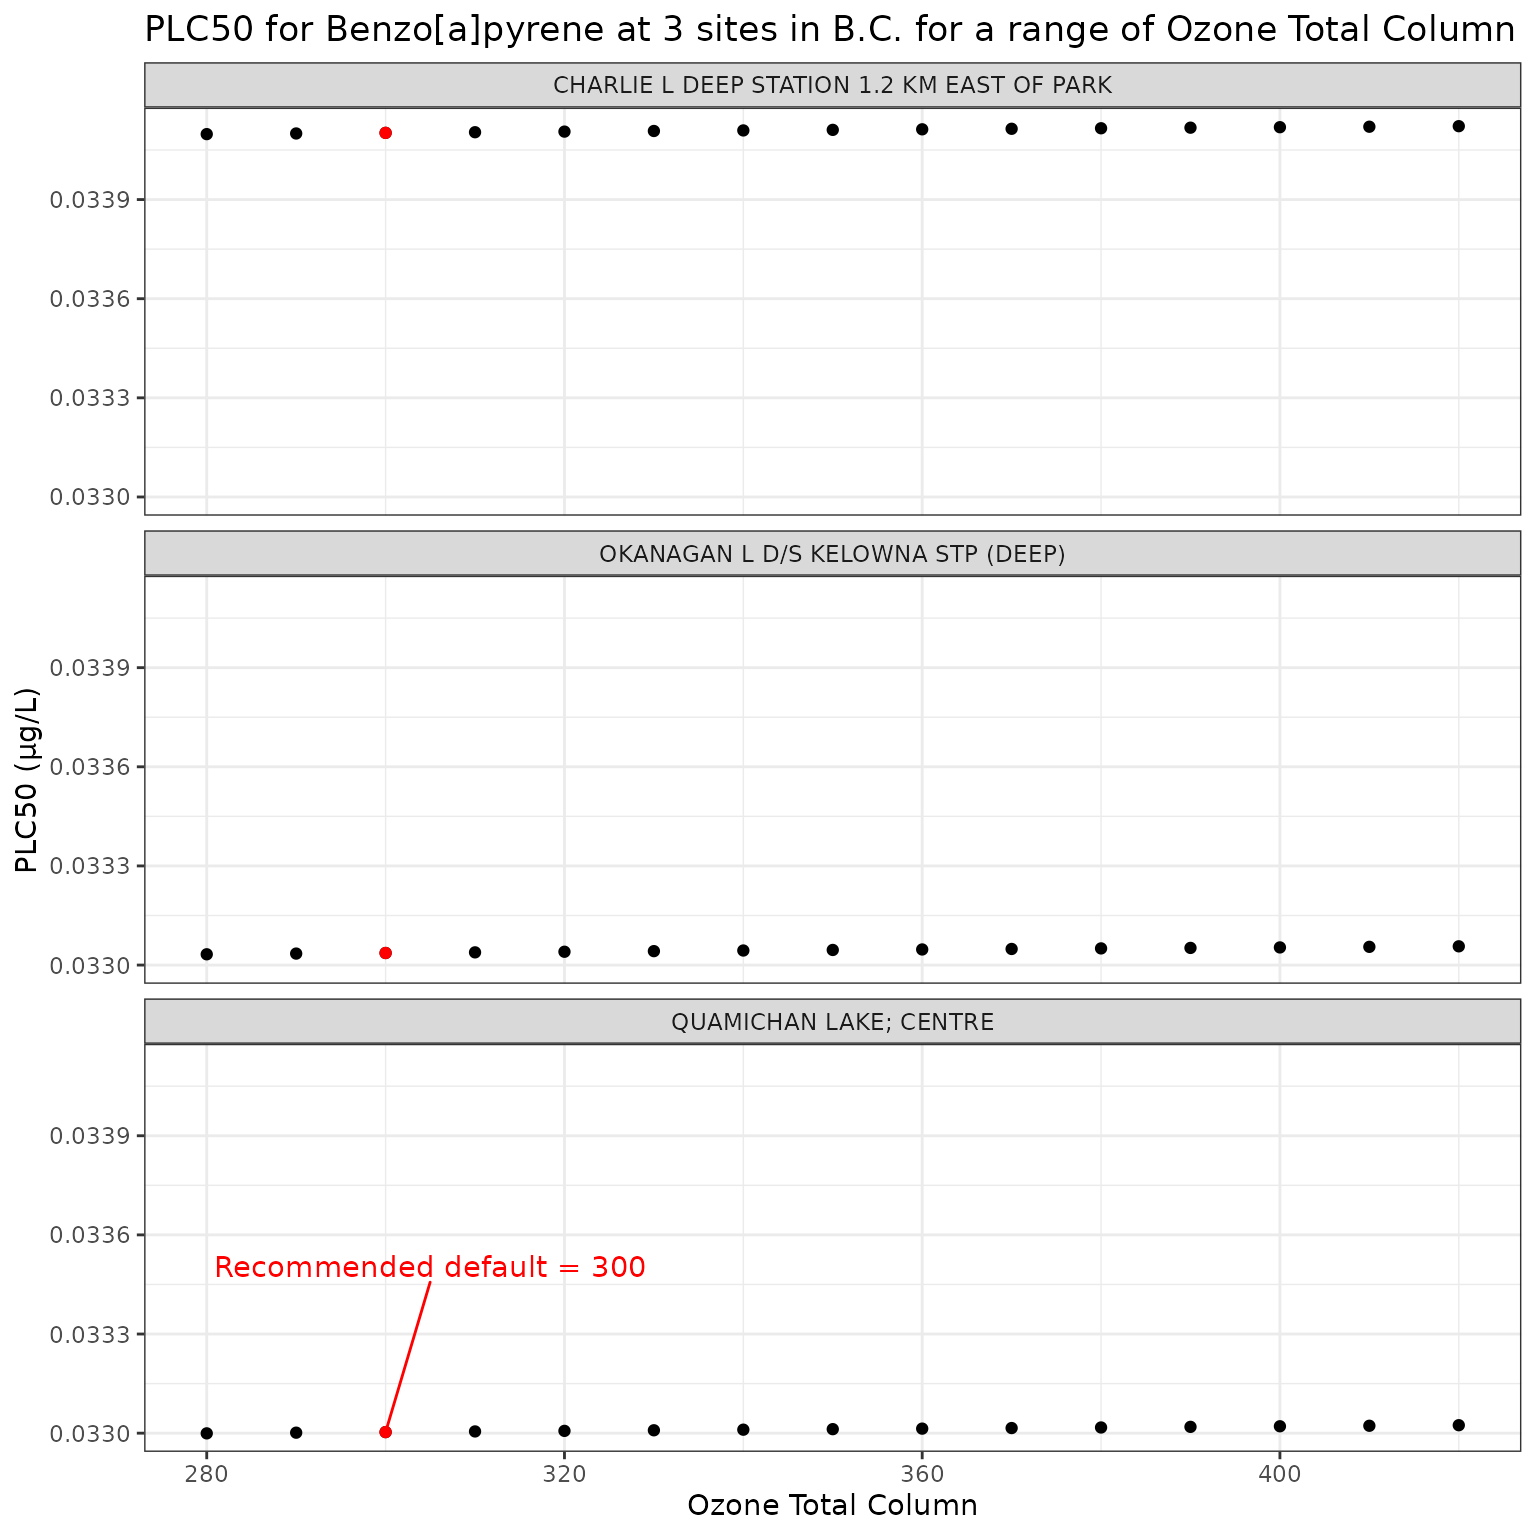 PLC50 for Benzo[a]pyrene at 3 sites in B.C. for a range of Ozone Total Column
CHARLIE L DEEP STATION 1.2 KM EAST OF PARK
0.0339
0.0336
0.0333
0.0330
OKANAGAN L D/S KELOWNA STP (DEEP)
0.0339
0.0336
0.0333
0.0330
PLC50 (µg/L)
QUAMICHAN LAKE; CENTRE
0.0339
0.0336
0.0333
0.0330
Recommended default = 300
280 320 360 400
Ozone Total Column